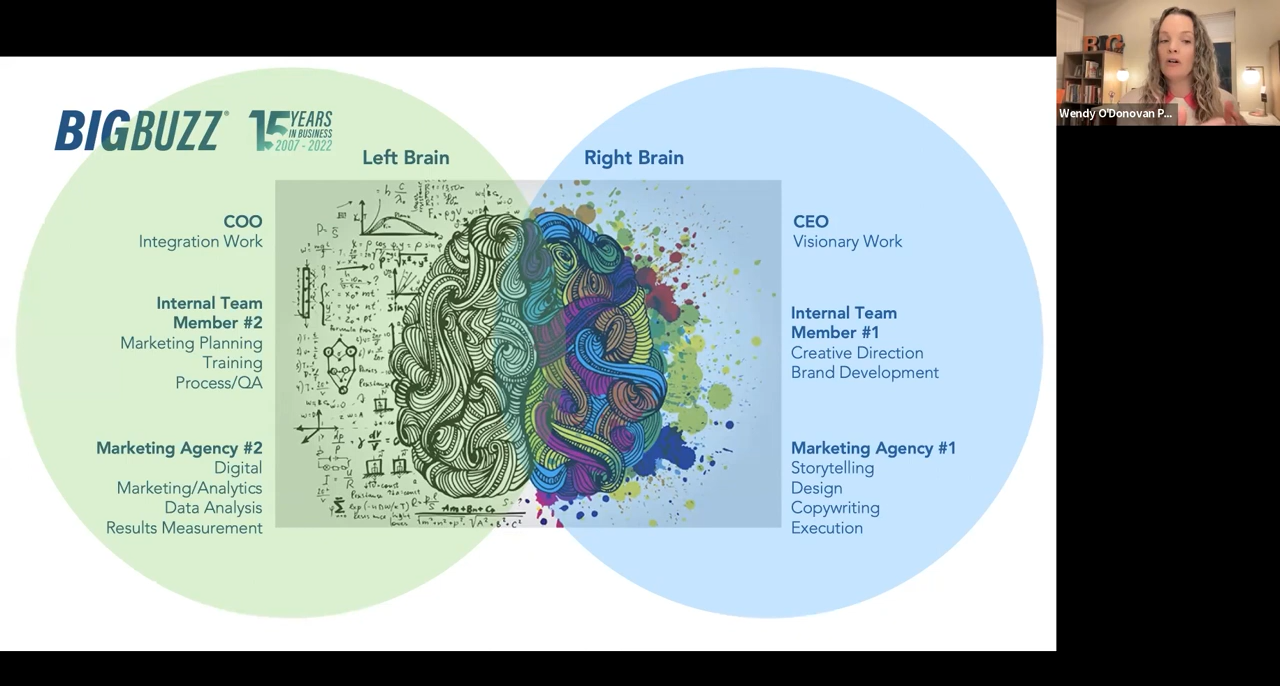 BIGBUZZ®
15 YEARS
IN BUSINESS
2007 - 2022
BIG
Wendy O'Donovan P...
Left Brain
Right Brain
COO
Integration Work
Internal Team
Member #2
Marketing Planning
Training
Process/QA
Marketing Agency #2
Digital
Marketing/Analytics
Data Analysis
Results Measurement
CEO
Visionary Work
Internal Team
Member #1
Creative Direction
Brand Development
Marketing Agency #1
Storytelling
Design
Copywriting
Execution